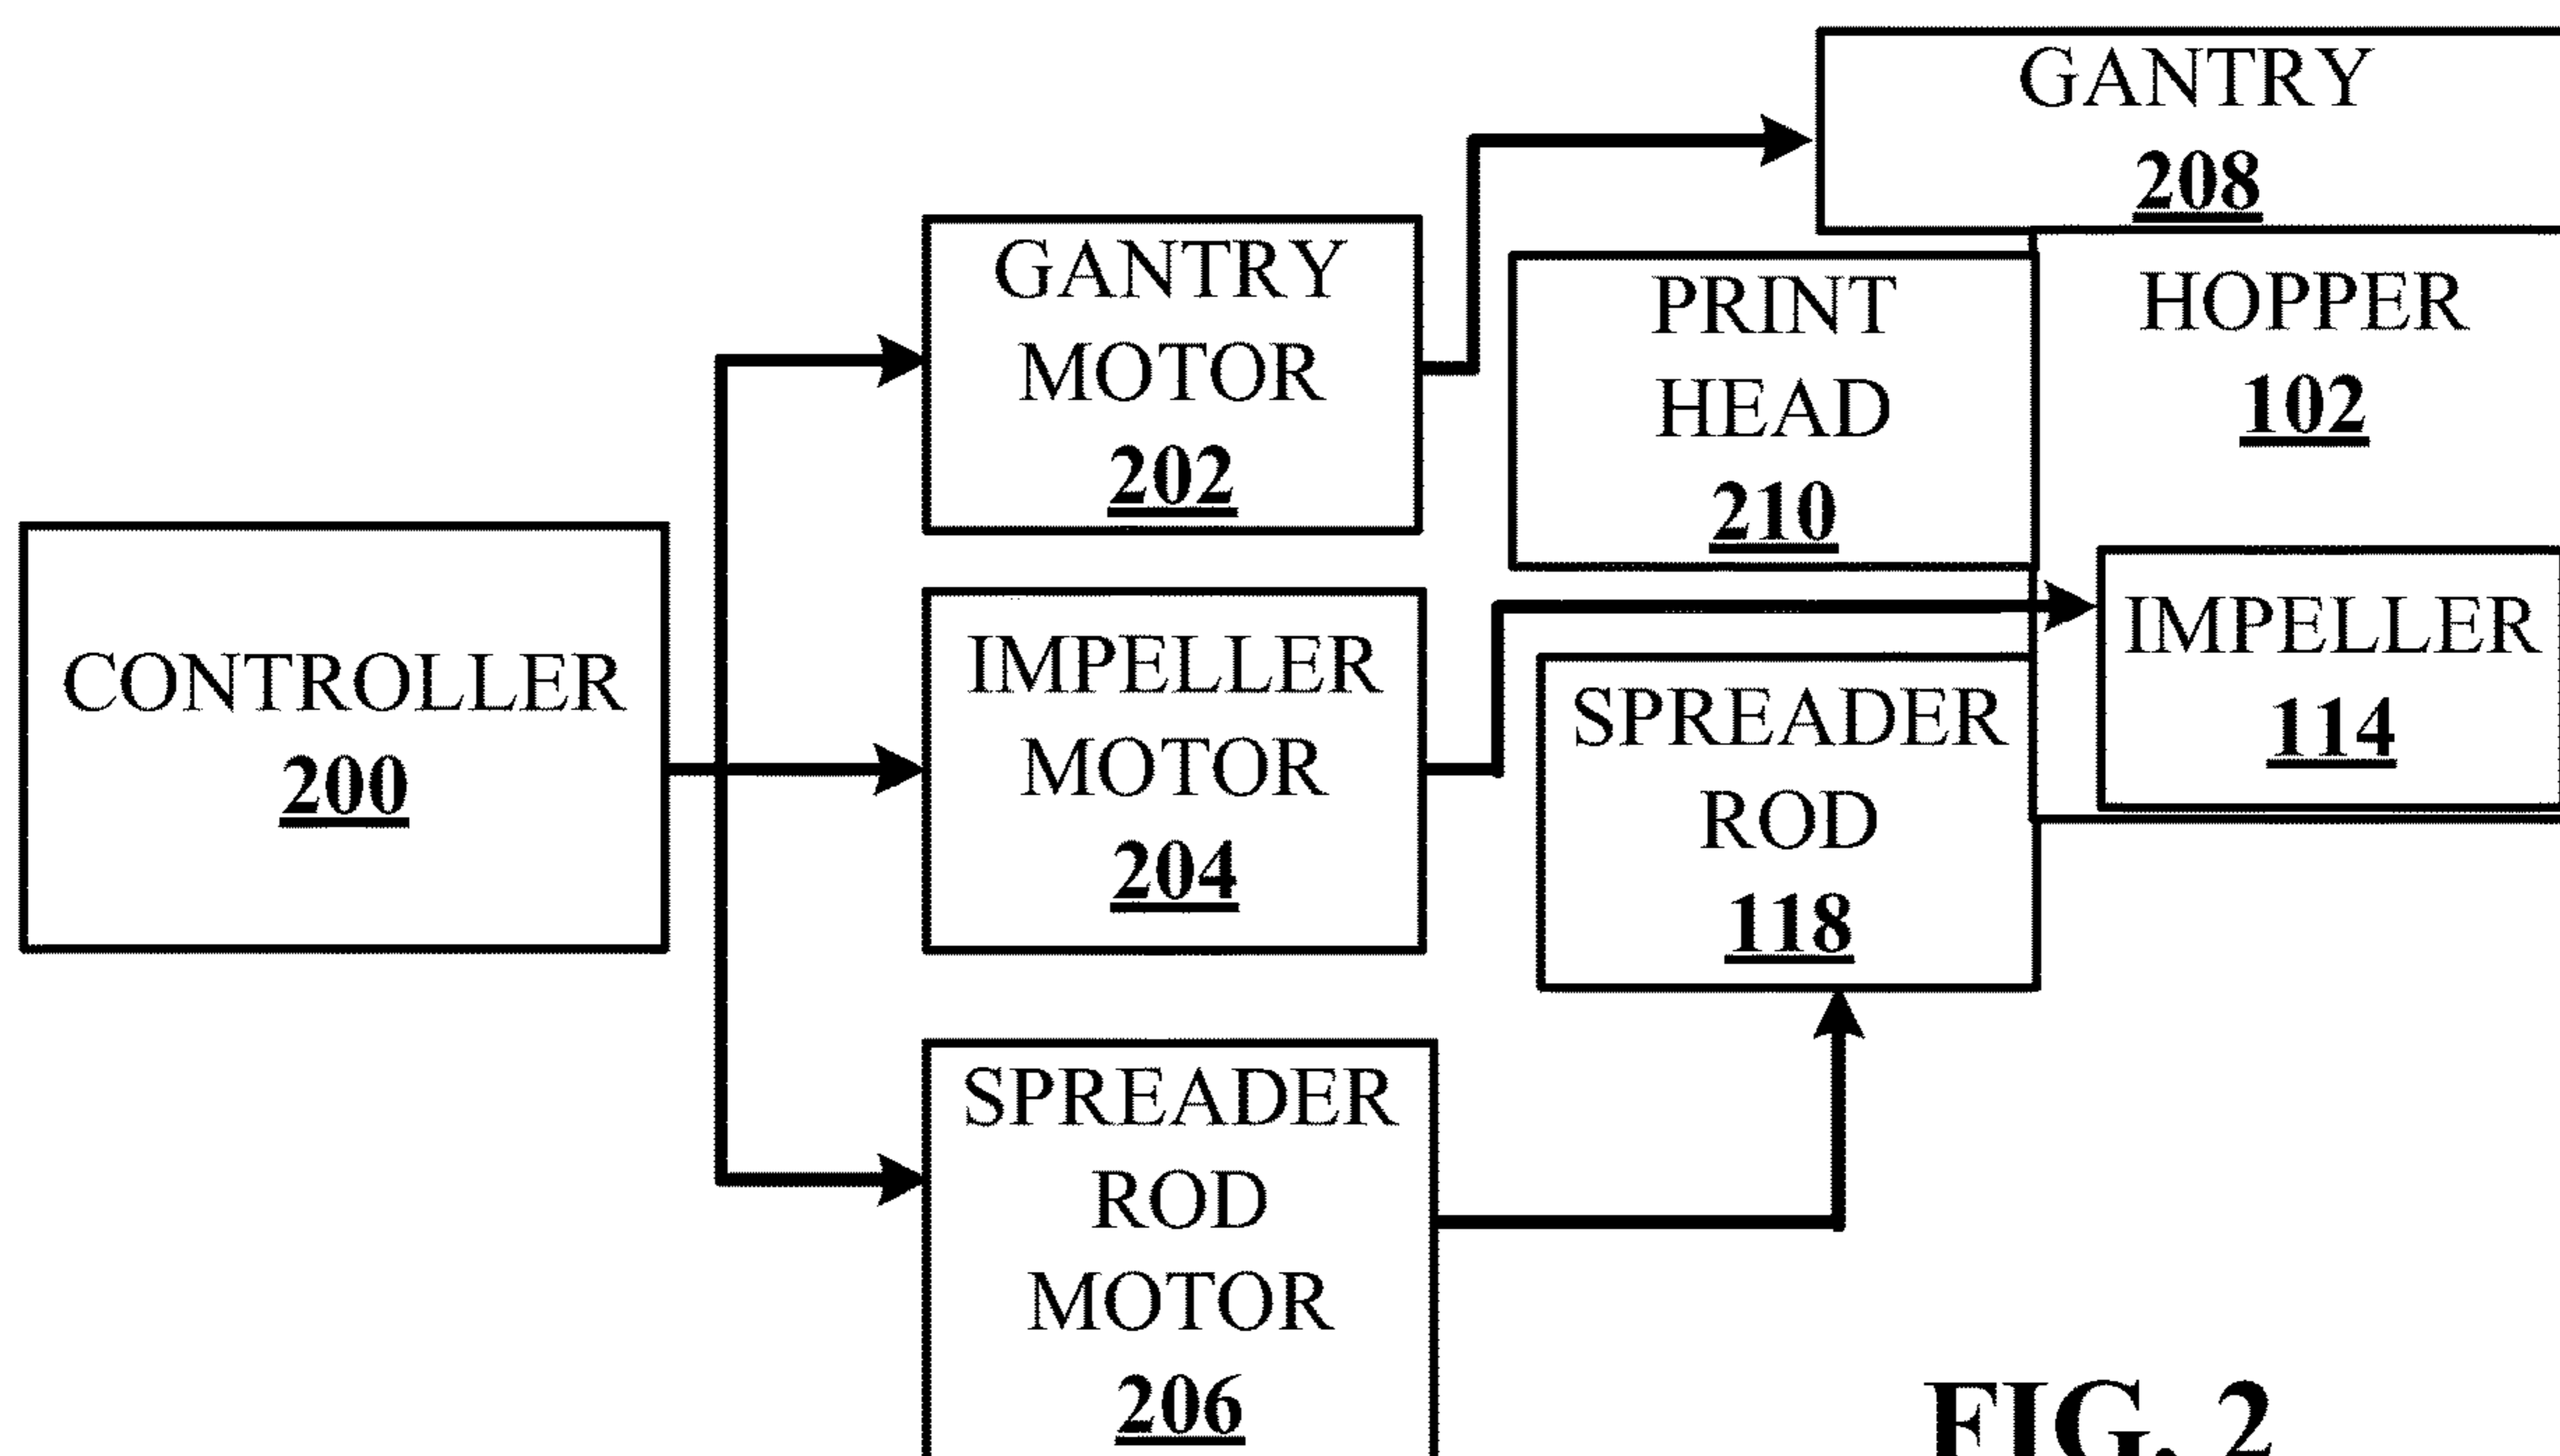 GANTRY
208
GANTRY
MOTOR
202
PRINT
HEAD
210
HOPPER
102
CONTROLLER
200
IMPELLER
MOTOR
204
SPREADER
ROD
118
IMPELLER
114
SPREADER
ROD
MOTOR
206
FIG. 2